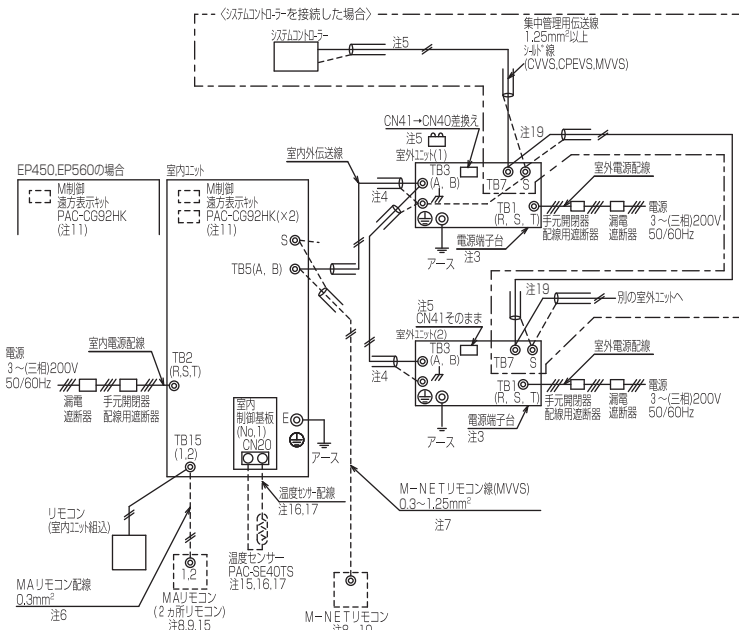 〈システムコントローラーを接続した場合〉
システムコントローラー
注5
集中管理用伝送線
1.25mm²以上
シールド線
(CVVS,CPEVS,MVVS)
CN41→CN40差換え
注5
室外ユニット(1)
注19
室内外伝送線
TB3
(A, B)
TB7
S
室外電源配線
注4
TB1
(R, S, T)
電源
3～(三相)200V
50/60Hz
手元開閉器
配線用遮断器
漏電
遮断器
電源端子台
注3
アース
EP450,EP560の場合
M制御
遠方表示キット
PAC-CG92HK
(注11)
室内ユニット
M制御
遠方表示キット
PAC-CG92HK(×2)
(注11)
S
TB5(A, B)
注19
別の室外ユニットへ
注5
CN41そのまま
室外ユニット(2)
TB3
(A, B)
TB7
S
室外電源配線
注4
TB1
(R, S, T)
電源
3～(三相)200V
50/60Hz
手元開閉器
配線用遮断器
漏電
遮断器
電源端子台
注3
アース
電源
3～(三相)200V
50/60Hz
室内電源配線
TB2
(R,S,T)
漏電
遮断器
手元開閉器
配線用遮断器
室内
制御基板
(No,1)
CN20
E
アース
TB15
(1,2)
温度センサー配線
注16,17
M-NETリモコン線(MVVS)
0.3～1.25mm²
注7
リモコン
(室内ユニット組込)
1,2
温度センサー
PAC-SE40TS
注15,16,17
MAリモコン配線
0.3mm²
注6
MAリモコン
(2ヵ所リモコン)
注8,9,15
M-NETリモコン
注8、10